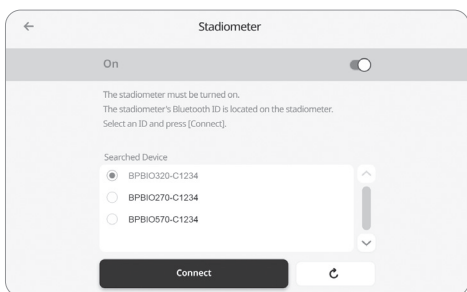 Stadiometer
On
The stadiometer must be turned on.
The stadiometer's Bluetooth ID is located on the stadiometer.
Select an ID and press [Connect].
Searched Device
BPBIO320-C1234
BPBIO270-C1234
BPBIO570-C1234
Connect